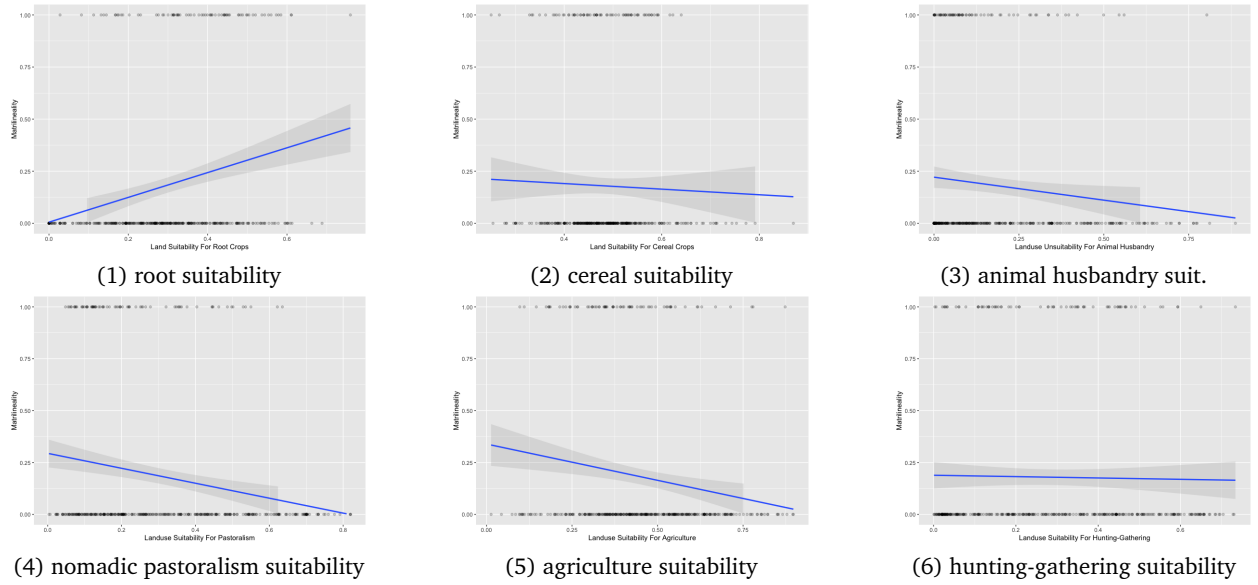 1.00
0.75
0.50
0.25
0.00
Matrilineality
0.0 0.2 0.4 0.6
Land Suitability For Root Crops
(1) root suitability
1.00
0.75
0.50
0.25
0.00
Matrilineality
0.4 0.6 0.8
Land Suitability For Cereal Crops
(2) cereal suitability
1.00
0.75
0.50
0.25
0.00
Matrilineality
0.00 0.25 0.50 0.75
Landuse Unsuitability For Animal Husbandry
(3) animal husbandry suit.
1.00
0.75
0.50
0.25
0.00
Matrilineality
0.0 0.2 0.4 0.6 0.8
Landuse Suitability For Pastoralism
(4) nomadic pastoralism suitability
1.00
0.75
0.50
0.25
0.00
Matrilineality
0.00 0.25 0.50 0.75
Landuse Suitability For Agriculture
(5) agriculture suitability
1.00
0.75
0.50
0.25
0.00
Matrilineality
0.0 0.2 0.4 0.6
Landuse Suitability For Hunting-Gathering
(6) hunting-gathering suitability